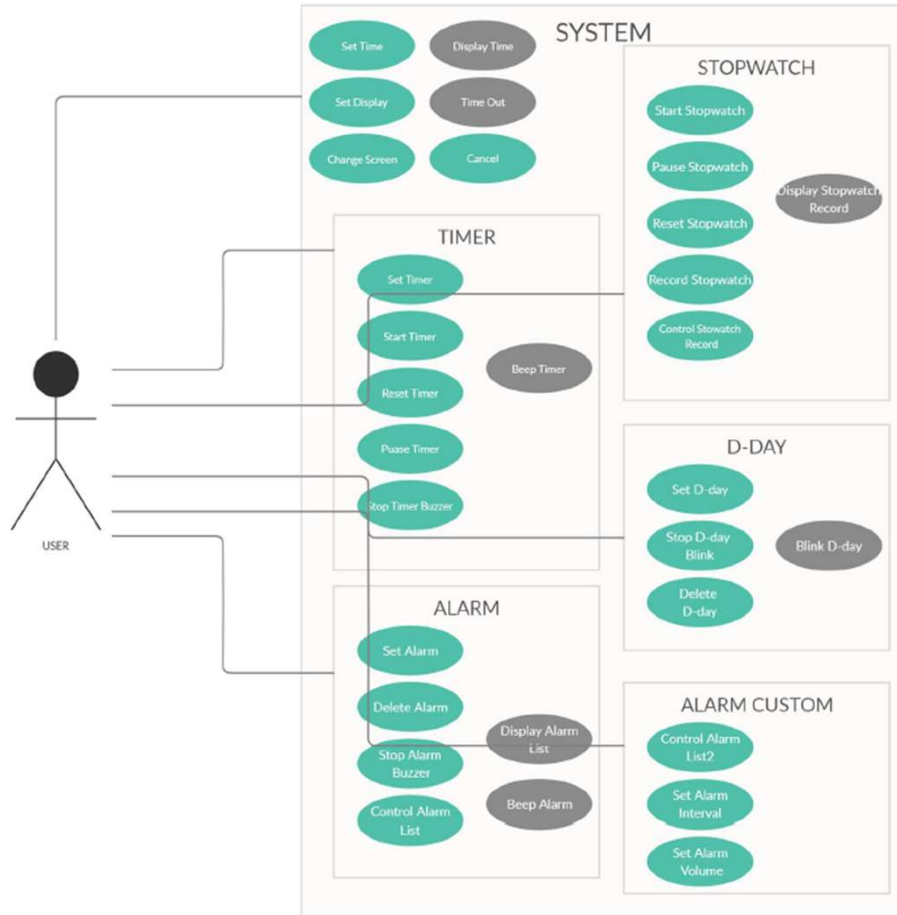 SYSTEM
Set Time
Display Time
Set Display
Time Out
Change Screen
Cancel
STOPWATCH
Start Stopwatch
Pause Stopwatch
Display Stopwatch
Record
Reset Stopwatch
Record Stopwatch
Control Stowatch
Record
TIMER
Set Timer
Start Timer
Beep Timer
Reset Timer
Puase Timer
Stop Timer Buzzer
USER
D-DAY
Set D-day
Stop D-day
Blink
Blink D-day
Delete
D-day
ALARM
Set Alarm
Delete Alarm
Display Alarm
List
Stop Alarm
Buzzer
Beep Alarm
Control Alarm
List
ALARM CUSTOM
Control Alarm
List2
Set Alarm
Interval
Set Alarm
Volume